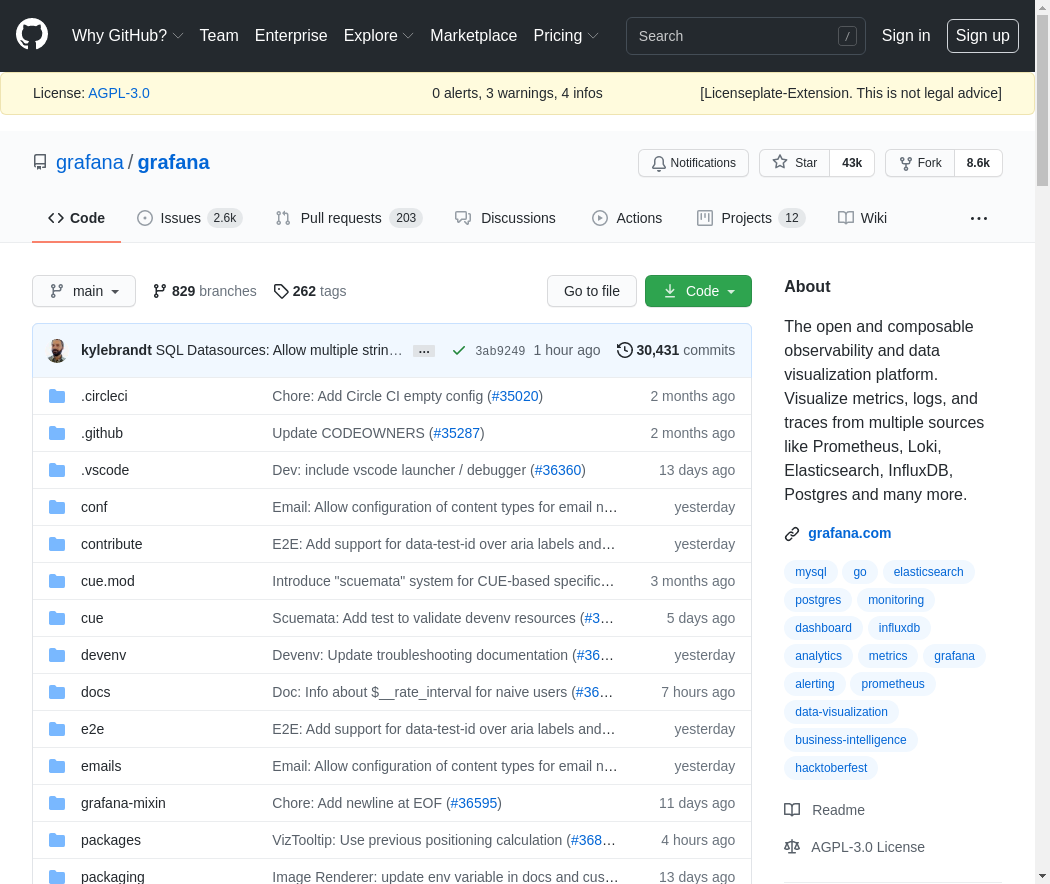 Why GitHub? Team Enterprise Explore Marketplace Pricing Search / Sign in Sign up
License: AGPL-3.0 0 alerts, 3 warnings, 4 infos [Licenseplate-Extension. This is not legal advice]
grafana / grafana Notifications Star 43k Fork 8.6k
Code Issues 2.6k Pull requests 203 Discussions Actions Projects 12 Wiki ...
main 829 branches 262 tags Go to file Code
kylebrandt SQL Datasources: Allow multiple strin… … 3ab9249 1 hour ago 30,431 commits
.circleci Chore: Add Circle CI empty config (#35020) 2 months ago
.github Update CODEOWNERS (#35287) 2 months ago
.vscode Dev: include vscode launcher / debugger (#36360) 13 days ago
conf Email: Allow configuration of content types for email n… yesterday
contribute E2E: Add support for data-test-id over aria labels and… yesterday
cue.mod Introduce "scuemata" system for CUE-based specific… 3 months ago
cue Scuemata: Add test to validate devenv resources (#3… 5 days ago
devenv Devenv: Update troubleshooting documentation (#36… yesterday
docs Doc: Info about $__rate_interval for naive users (#36… 7 hours ago
e2e E2E: Add support for data-test-id over aria labels and… yesterday
emails Email: Allow configuration of content types for email n… yesterday
grafana-mixin Chore: Add newline at EOF (#36595) 11 days ago
packages VizTooltip: Use previous positioning calculation (#368… 4 hours ago
packaging Image Renderer: update env variable in docs and cus… 13 days ago
About
The open and composable
observability and data
visualization platform.
Visualize metrics, logs, and
traces from multiple sources
like Prometheus, Loki,
Elasticsearch, InfluxDB,
Postgres and many more.
grafana.com
mysql go elasticsearch
postgres monitoring
dashboard influxdb
analytics metrics grafana
alerting prometheus
data-visualization
business-intelligence
hacktoberfest
Readme
AGPL-3.0 License